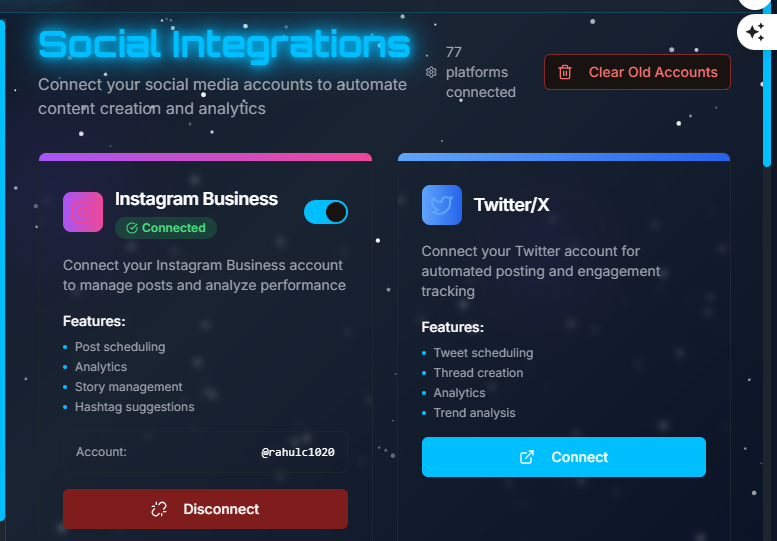 Social Integrations
Connect your social media accounts to automate
content creation and analytics
77
platforms
connected
Clear Old Accounts
Instagram Business
Connected
Connect your Instagram Business account
to manage posts and analyze performance
Features:
Post scheduling
Analytics
Story management
Hashtag suggestions
Account:
@rahulc1020
Disconnect
Twitter/X
Connect your Twitter account for
automated posting and engagement
tracking
Features:
Tweet scheduling
Thread creation
Analytics
Trend analysis
Connect